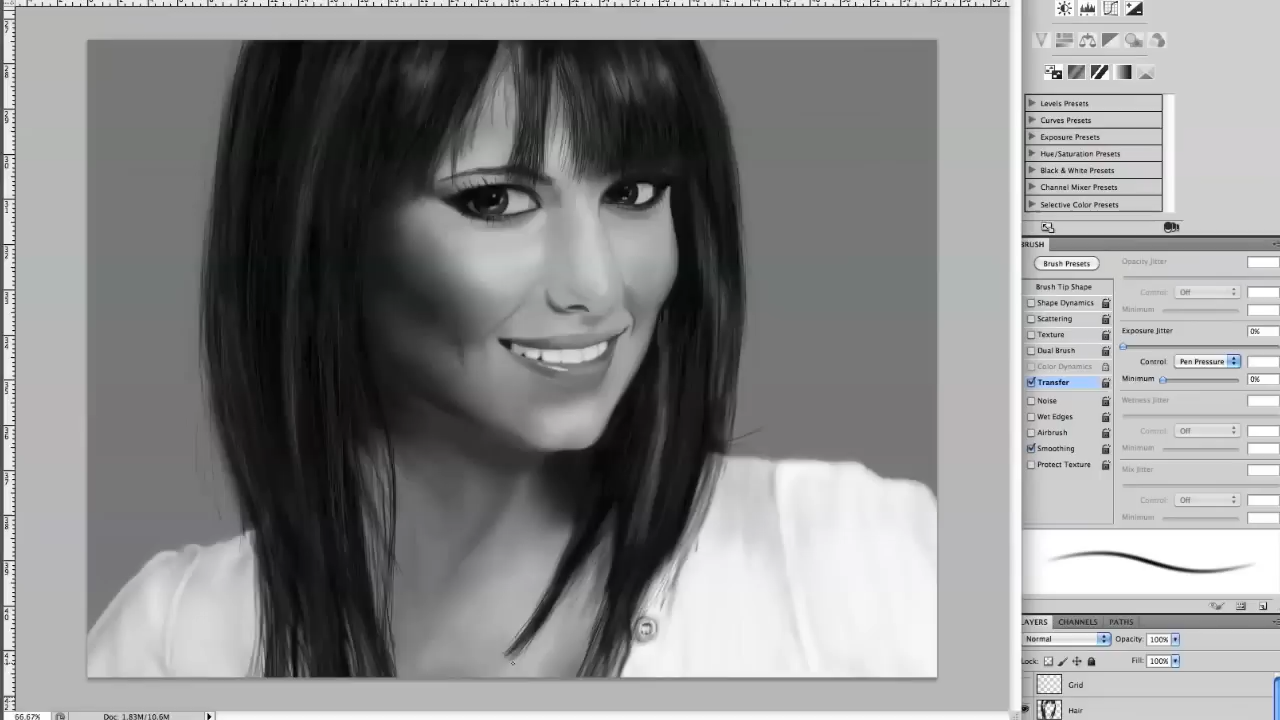 Levels Presets
Curves Presets
Exposure Presets
Hue/Saturation Presets
Black & White Presets
Channel Mixer Presets
Selective Color Presets
BRUSH
Brush Presets
Opacity Jitter
Brush Tip Shape
Control: Off
Shape Dynamics
Minimum
Scattering
Texture
Exposure Jitter 0%
Dual Brush
Control: Pen Pressure
Color Dynamics
Transfer
Minimum 0%
Noise
Wetness Jitter
Wet Edges
Airbrush
Control: Off
Smoothing
Minimum
Protect Texture
Mix Jitter
Control: Off
Minimum
LAYERS CHANNELS PATHS
Normal Opacity: 100%
Lock: Fill: 100%
Grid
Hair
66.67% Doc: 1.83M/10.6M